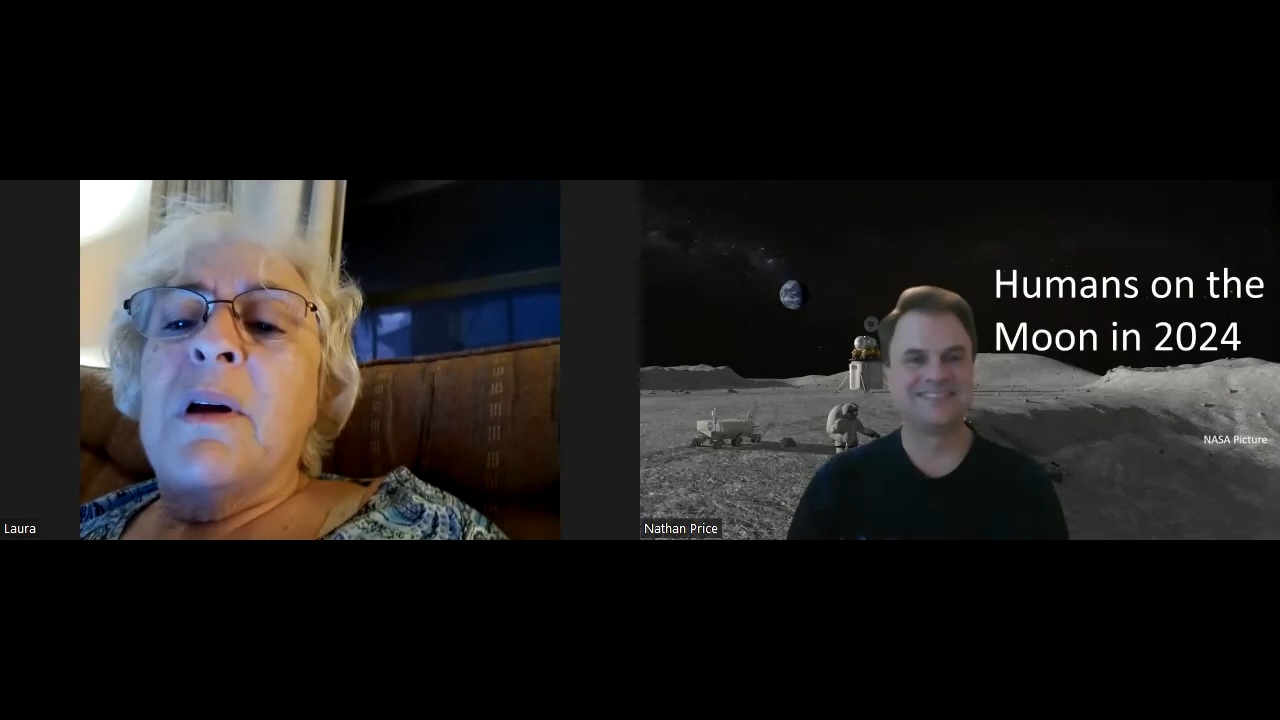 Humans on the
Moon in 2024
NASA Picture
Laura
Nathan Price